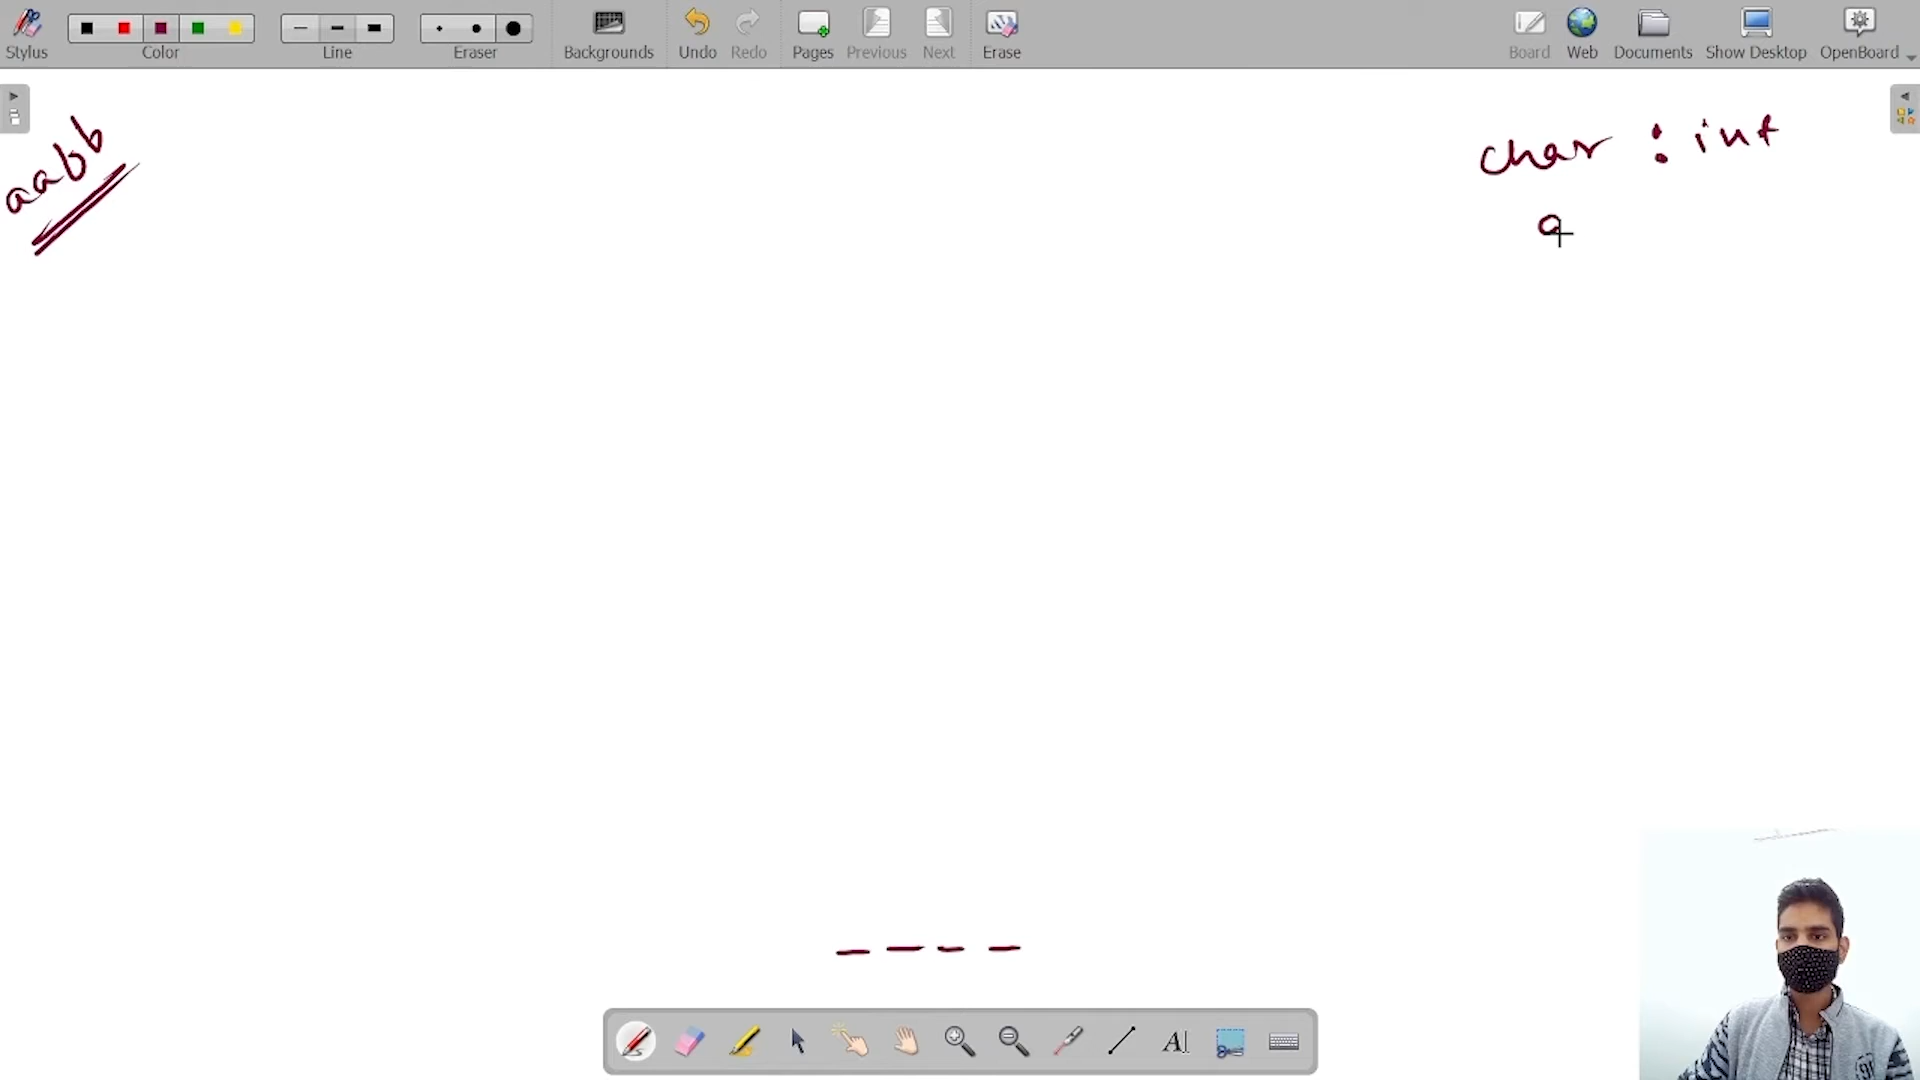 Stylus Color Line Eraser Backgrounds Undo Redo Pages Previous Next Erase Board Web Documents Show Desktop OpenBoard
aabb
char : int
a
_ _ _ _
A